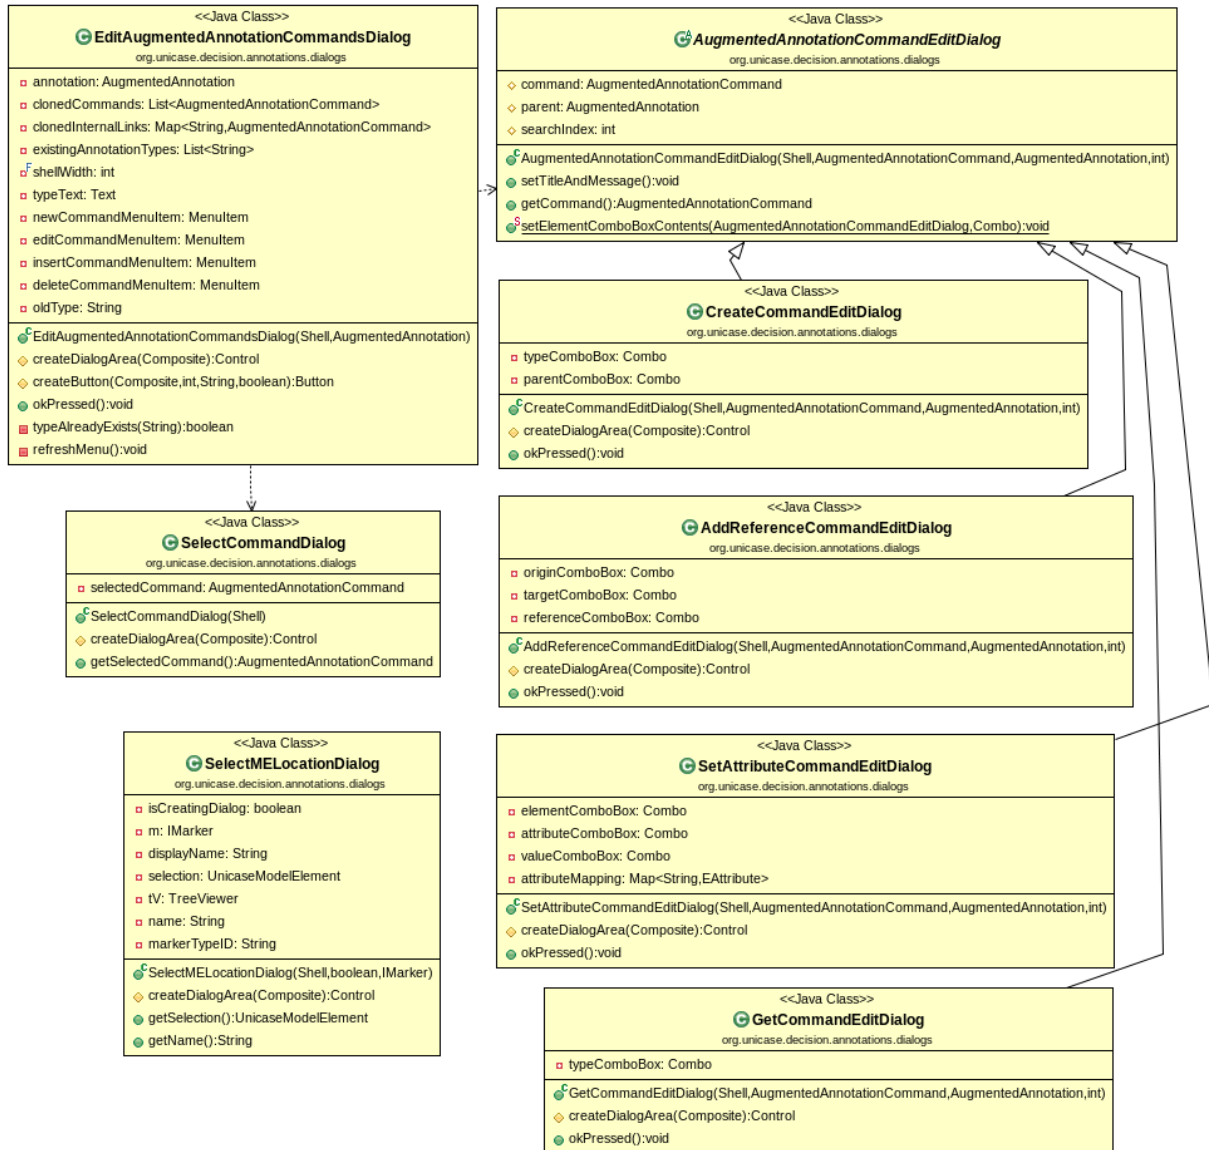 <<Java Class>>
EditAugmentedAnnotationCommandsDialog
org.unicase.decision.annotations.dialogs
annotation: AugmentedAnnotation
clonedCommands: List<AugmentedAnnotationCommand>
clonedInternalLinks: Map<String,AugmentedAnnotationCommand>
existingAnnotationTypes: List<String>
F shellWidth: int
typeText: Text
newCommandMenuItem: MenuItem
editCommandMenuItem: MenuItem
insertCommandMenuItem: MenuItem
deleteCommandMenuItem: MenuItem
oldType: String
C EditAugmentedAnnotationCommandsDialog(Shell,AugmentedAnnotation)
createDialogArea(Composite):Control
createButton(Composite,int,String,boolean):Button
okPressed():void
typeAlreadyExists(String):boolean
refreshMenu():void
<<Java Class>>
SelectCommandDialog
org.unicase.decision.annotations.dialogs
selectedCommand: AugmentedAnnotationCommand
C SelectCommandDialog(Shell)
createDialogArea(Composite):Control
getSelectedCommand():AugmentedAnnotationCommand
<<Java Class>>
SelectMELocationDialog
org.unicase.decision.annotations.dialogs
isCreatingDialog: boolean
m: IMarker
displayName: String
selection: UnicaseModelElement
tV: TreeViewer
name: String
markerTypeID: String
C SelectMELocationDialog(Shell,boolean,IMarker)
createDialogArea(Composite):Control
getSelection():UnicaseModelElement
getName():String
<<Java Class>>
AugmentedAnnotationCommandEditDialog
org.unicase.decision.annotations.dialogs
command: AugmentedAnnotationCommand
parent: AugmentedAnnotation
searchIndex: int
C AugmentedAnnotationCommandEditDialog(Shell,AugmentedAnnotationCommand,AugmentedAnnotation,int)
setTitleAndMessage():void
getCommand():AugmentedAnnotationCommand
S setElementComboBoxContents(AugmentedAnnotationCommandEditDialog,Combo):void
<<Java Class>>
CreateCommandEditDialog
org.unicase.decision.annotations.dialogs
typeComboBox: Combo
parentComboBox: Combo
C CreateCommandEditDialog(Shell,AugmentedAnnotationCommand,AugmentedAnnotation,int)
createDialogArea(Composite):Control
okPressed():void
<<Java Class>>
AddReferenceCommandEditDialog
org.unicase.decision.annotations.dialogs
originComboBox: Combo
targetComboBox: Combo
referenceComboBox: Combo
C AddReferenceCommandEditDialog(Shell,AugmentedAnnotationCommand,AugmentedAnnotation,int)
createDialogArea(Composite):Control
okPressed():void
<<Java Class>>
SetAttributeCommandEditDialog
org.unicase.decision.annotations.dialogs
elementComboBox: Combo
attributeComboBox: Combo
valueComboBox: Combo
attributeMapping: Map<String,EAttribute>
C SetAttributeCommandEditDialog(Shell,AugmentedAnnotationCommand,AugmentedAnnotation,int)
createDialogArea(Composite):Control
okPressed():void
<<Java Class>>
GetCommandEditDialog
org.unicase.decision.annotations.dialogs
typeComboBox: Combo
C GetCommandEditDialog(Shell,AugmentedAnnotationCommand,AugmentedAnnotation,int)
createDialogArea(Composite):Control
okPressed():void